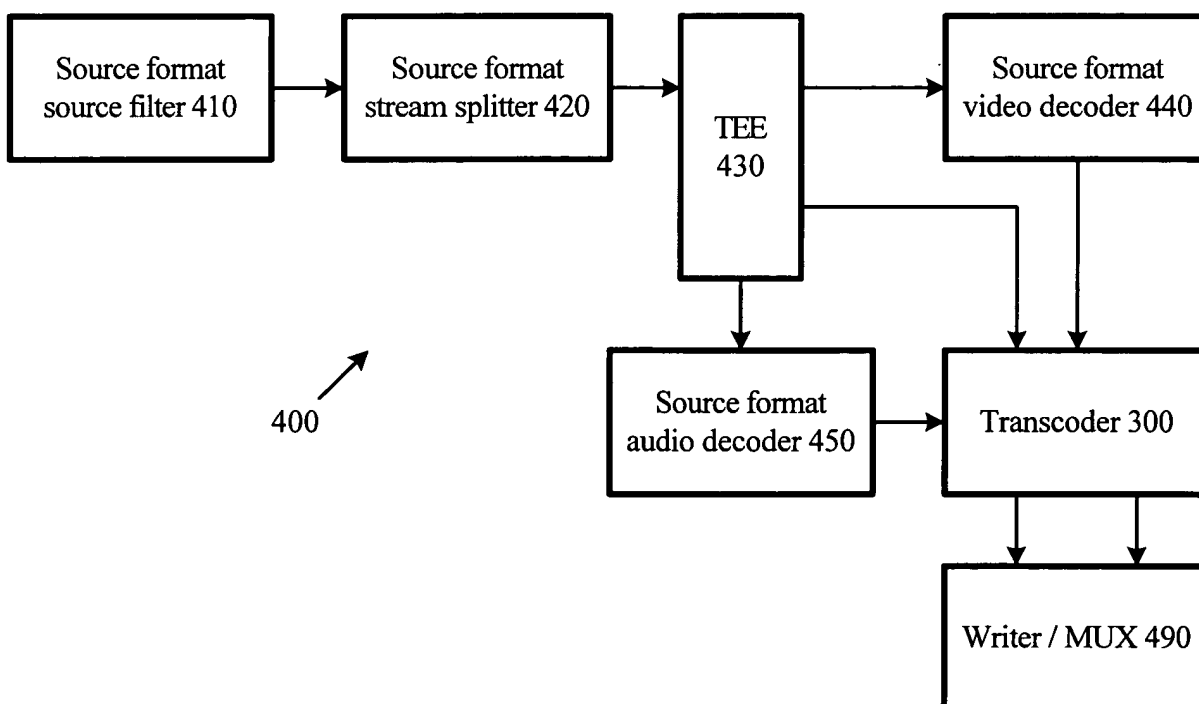 Source format
source filter 410
Source format
stream splitter 420
TEE
430
Source format
video decoder 440
400
Source format
audio decoder 450
Transcoder 300
Writer / MUX 490